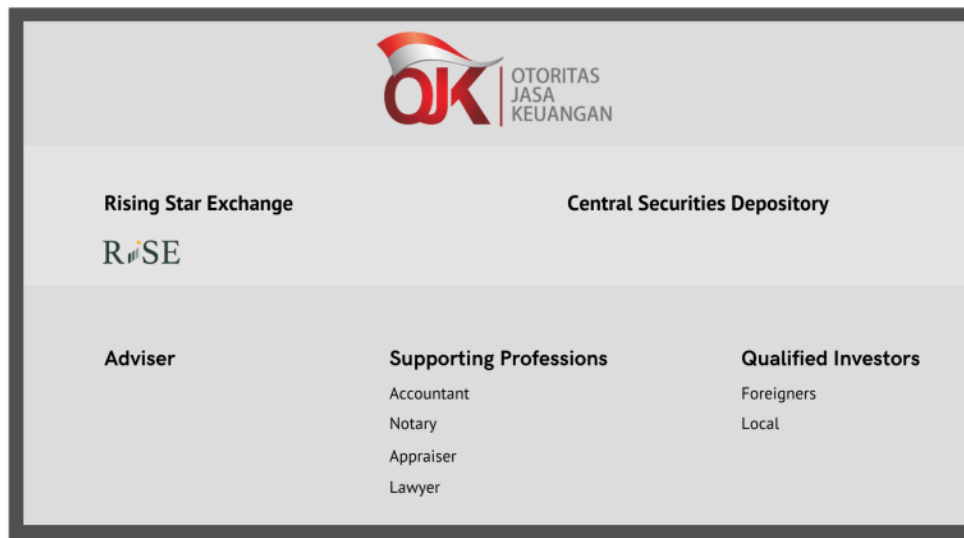 OJK OTORITAS
JASA
KEUANGAN
Rising Star Exchange
Central Securities Depository
RiSE
Adviser
Supporting Professions
Qualified Investors
Accountant
Foreigners
Notary
Local
Appraiser
Lawyer